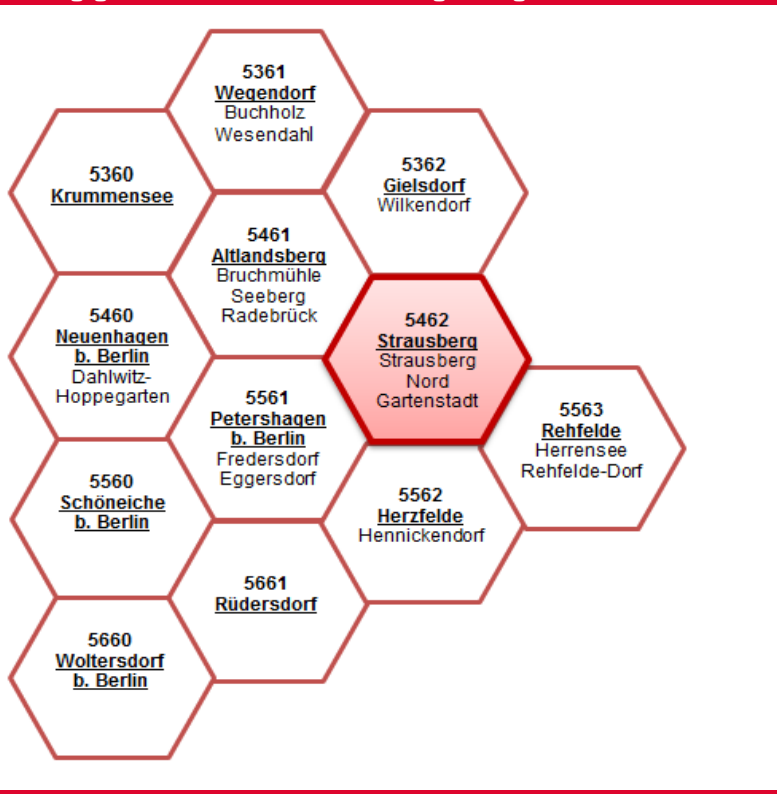 5361
Wegendorf
Buchholz
Wesendahl
5360
Krummensee
5362
Gielsdorf
Wilkendorf
5461
Altlandsberg
Bruchmühle
Seeberg
Radebrück
5460
Neuenhagen
b. Berlin
Dahlwitz-
Hoppegarten
5462
Strausberg
Strausberg
Nord
Gartenstadt
5561
Petershagen
b. Berlin
Fredersdorf
Eggersdorf
5563
Rehfelde
Herrensee
Rehfelde-Dorf
5560
Schöneiche
b. Berlin
5562
Herzfelde
Hennickendorf
5661
Rüdersdorf
5660
Woltersdorf
b. Berlin